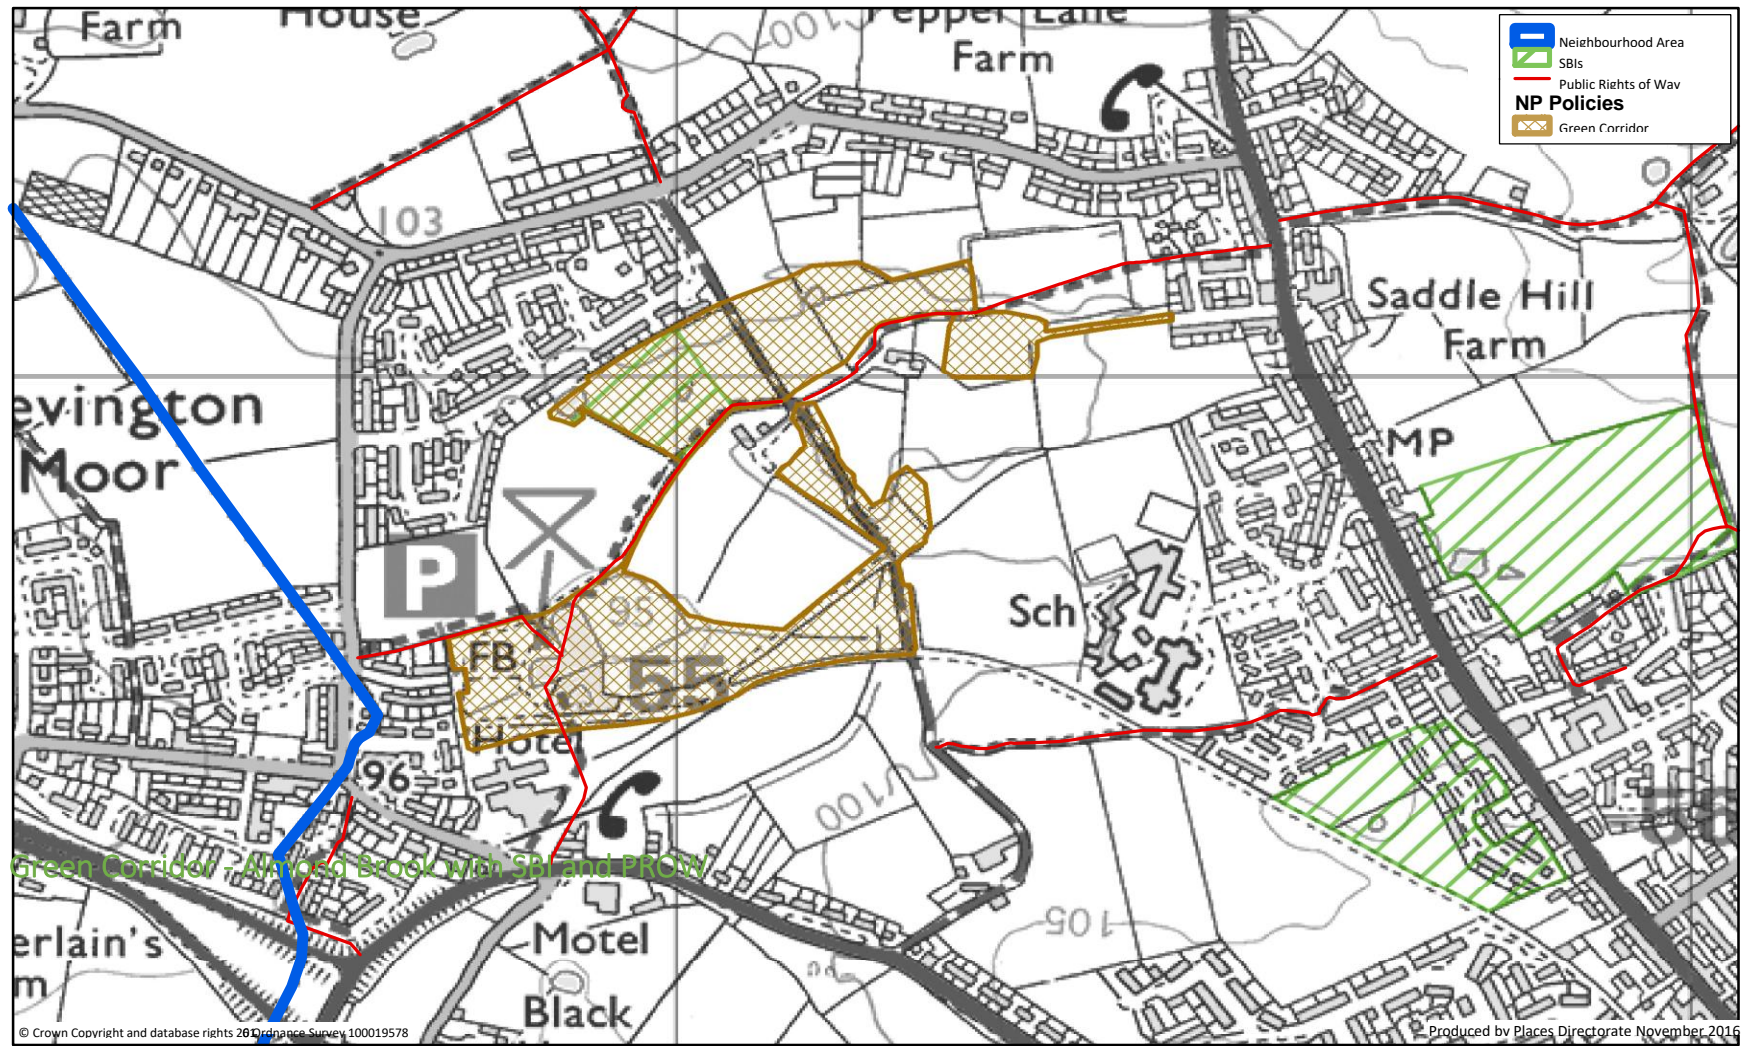 Farm
House
100
Pepper Lane
Farm
Neighbourhood Area
SBIs
Public Rights of Way
NP Policies
Green Corridor
103
Saddle Hill
Farm
evington
Moor
MP
P
Sch
95
FB
55
Hotel
96
100
Green Corridor - Almond Brook with SBI and PROW
erlain's
m
Motel
105
Black
© Crown Copyright and database rights Ordnance Survey 100019578
Produced by Places Directorate November 2016